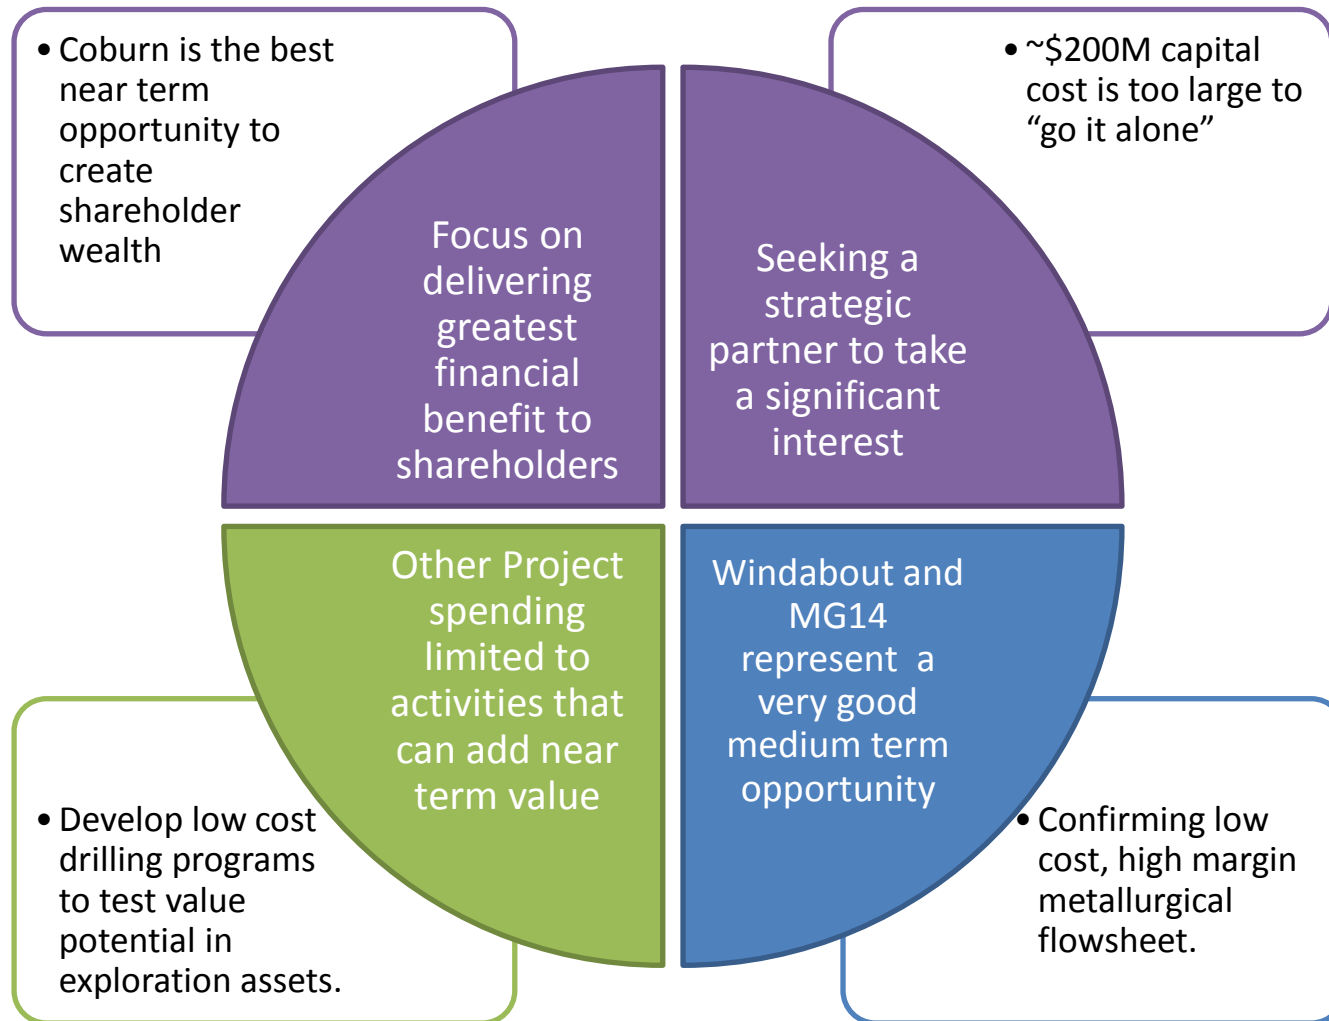 • Coburn is the best
near term
opportunity to
create
shareholder
wealth
• ~$200M capital
cost is too large to
“go it alone”
Focus on
delivering
greatest
financial
benefit to
shareholders
Seeking a
strategic
partner to take
a significant
interest
Other Project
spending
limited to
activities that
can add near
term value
Windabout and
MG14
represent a
very good
medium term
opportunity
• Develop low cost
drilling programs
to test value
potential in
exploration assets.
• Confirming low
cost, high margin
metallurgical
flowsheet.